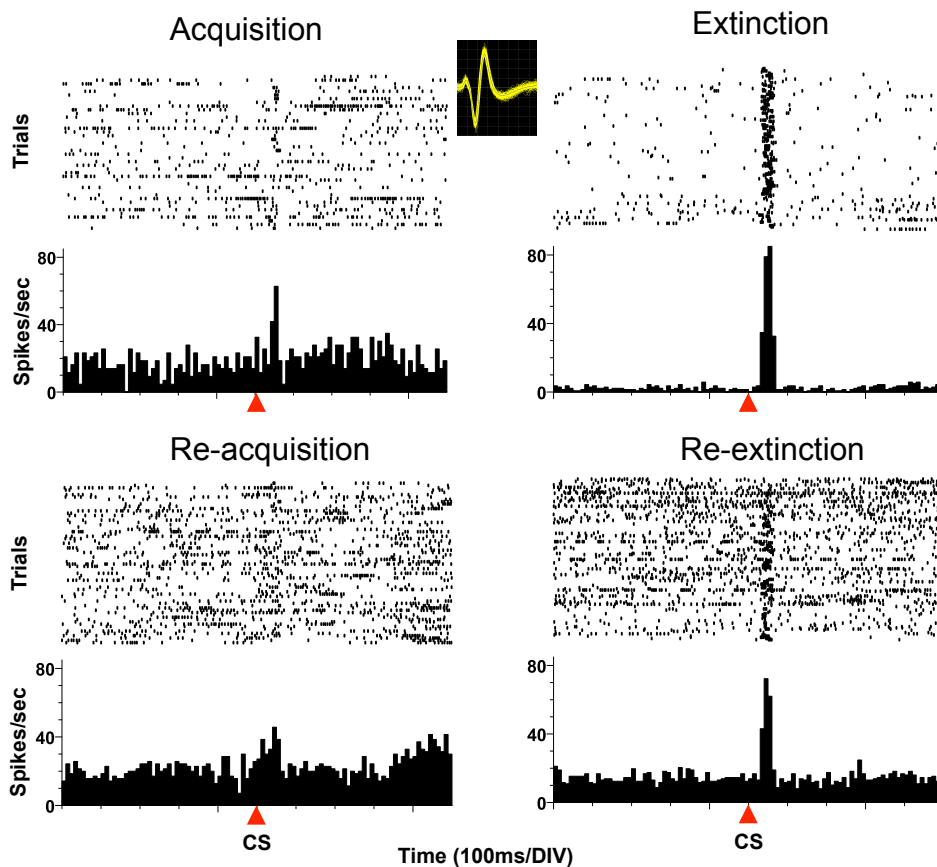 Acquisition
Extinction
Trials
Spikes/sec
80
40
0
80
40
0
Re-acquisition
Re-extinction
Trials
Spikes/sec
80
40
0
80
40
0
CS
CS
Time (100ms/DIV)